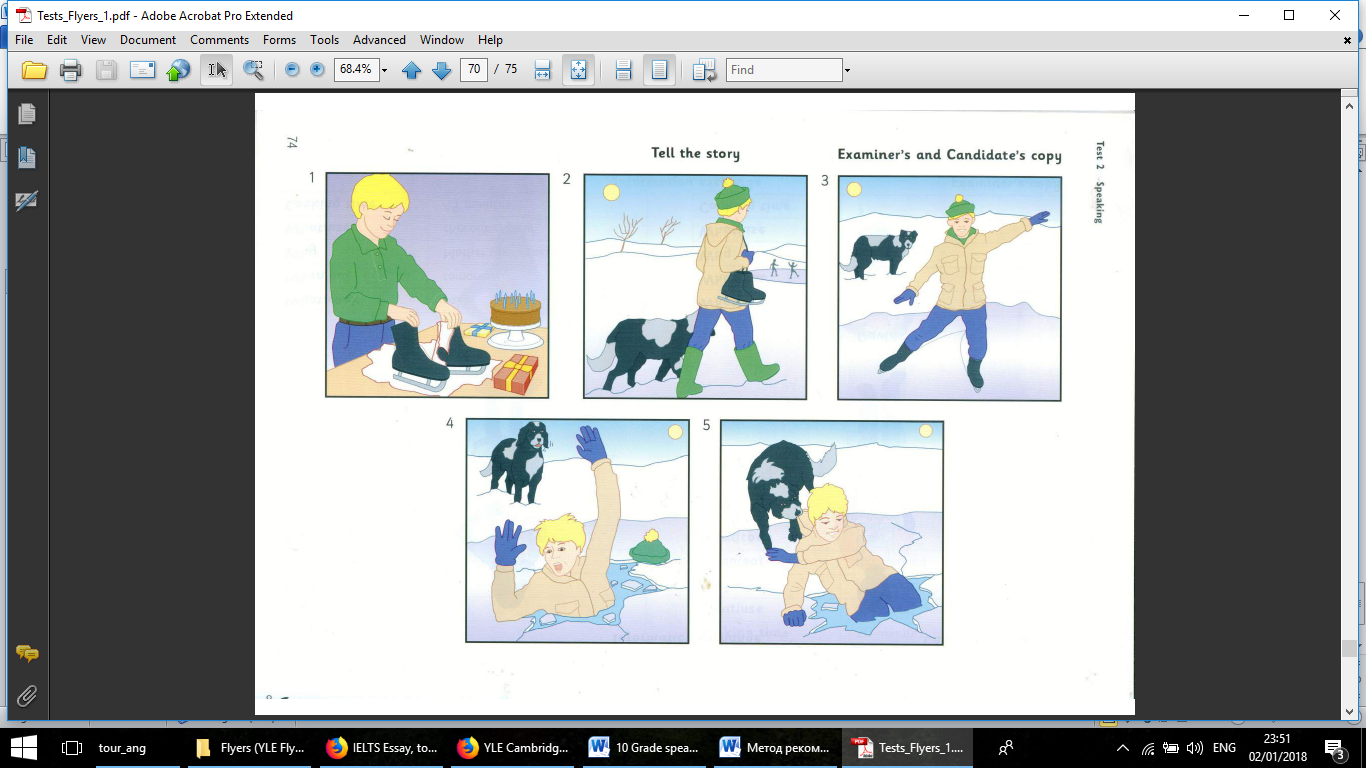 Tests_Flyers_1.pdf - Adobe Acrobat Pro Extended
File Edit View Document Comments Forms Tools Advanced Window Help
68.4% 70 / 75 Find
74
Tell the story
Examiner's and Candidate's copy
Test 2 Speaking
1
2
3
4
5
tour_ang
Flyers (YLE Fly...
IELTS Essay, to...
YLE Cambridg...
10 Grade spea...
Метод реком...
Tests_Flyers_1....
ENG
23:51
02/01/2018
3